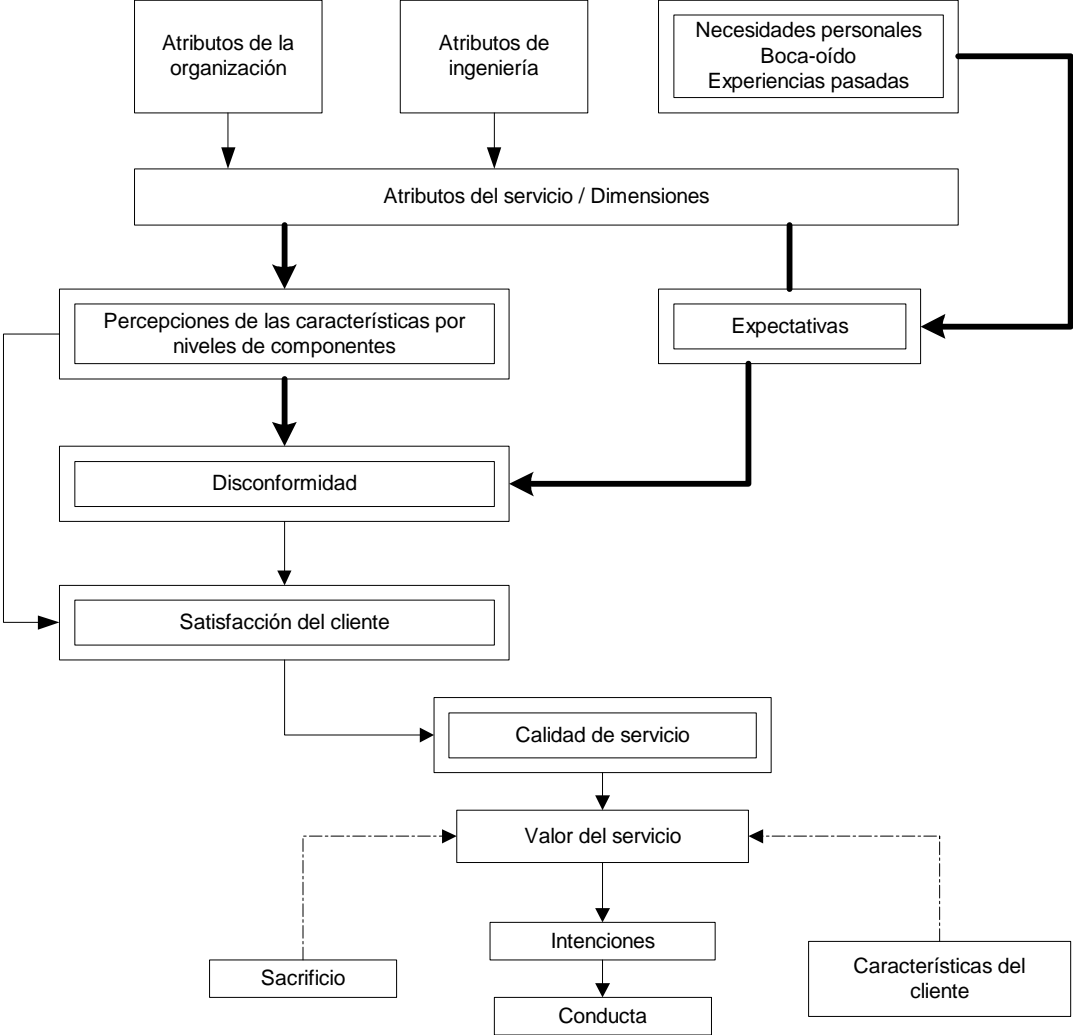 Atributos de la
organización
Atributos de
ingeniería
Necesidades personales
Boca-oído
Experiencias pasadas
Atributos del servicio / Dimensiones
Percepciones de las características por
niveles de componentes
Expectativas
Disconformidad
Satisfacción del cliente
Calidad de servicio
Valor del servicio
Intenciones
Sacrificio
Características del
cliente
Conducta